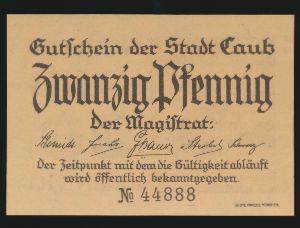 Gutschein der Stadt Caub
Zwanzig Pfennig
Der Magistrat:
Der Zeitpunkt mit dem die Gültigkeit abläuft
wird öffentlich bekanntgegeben.
№ 44888